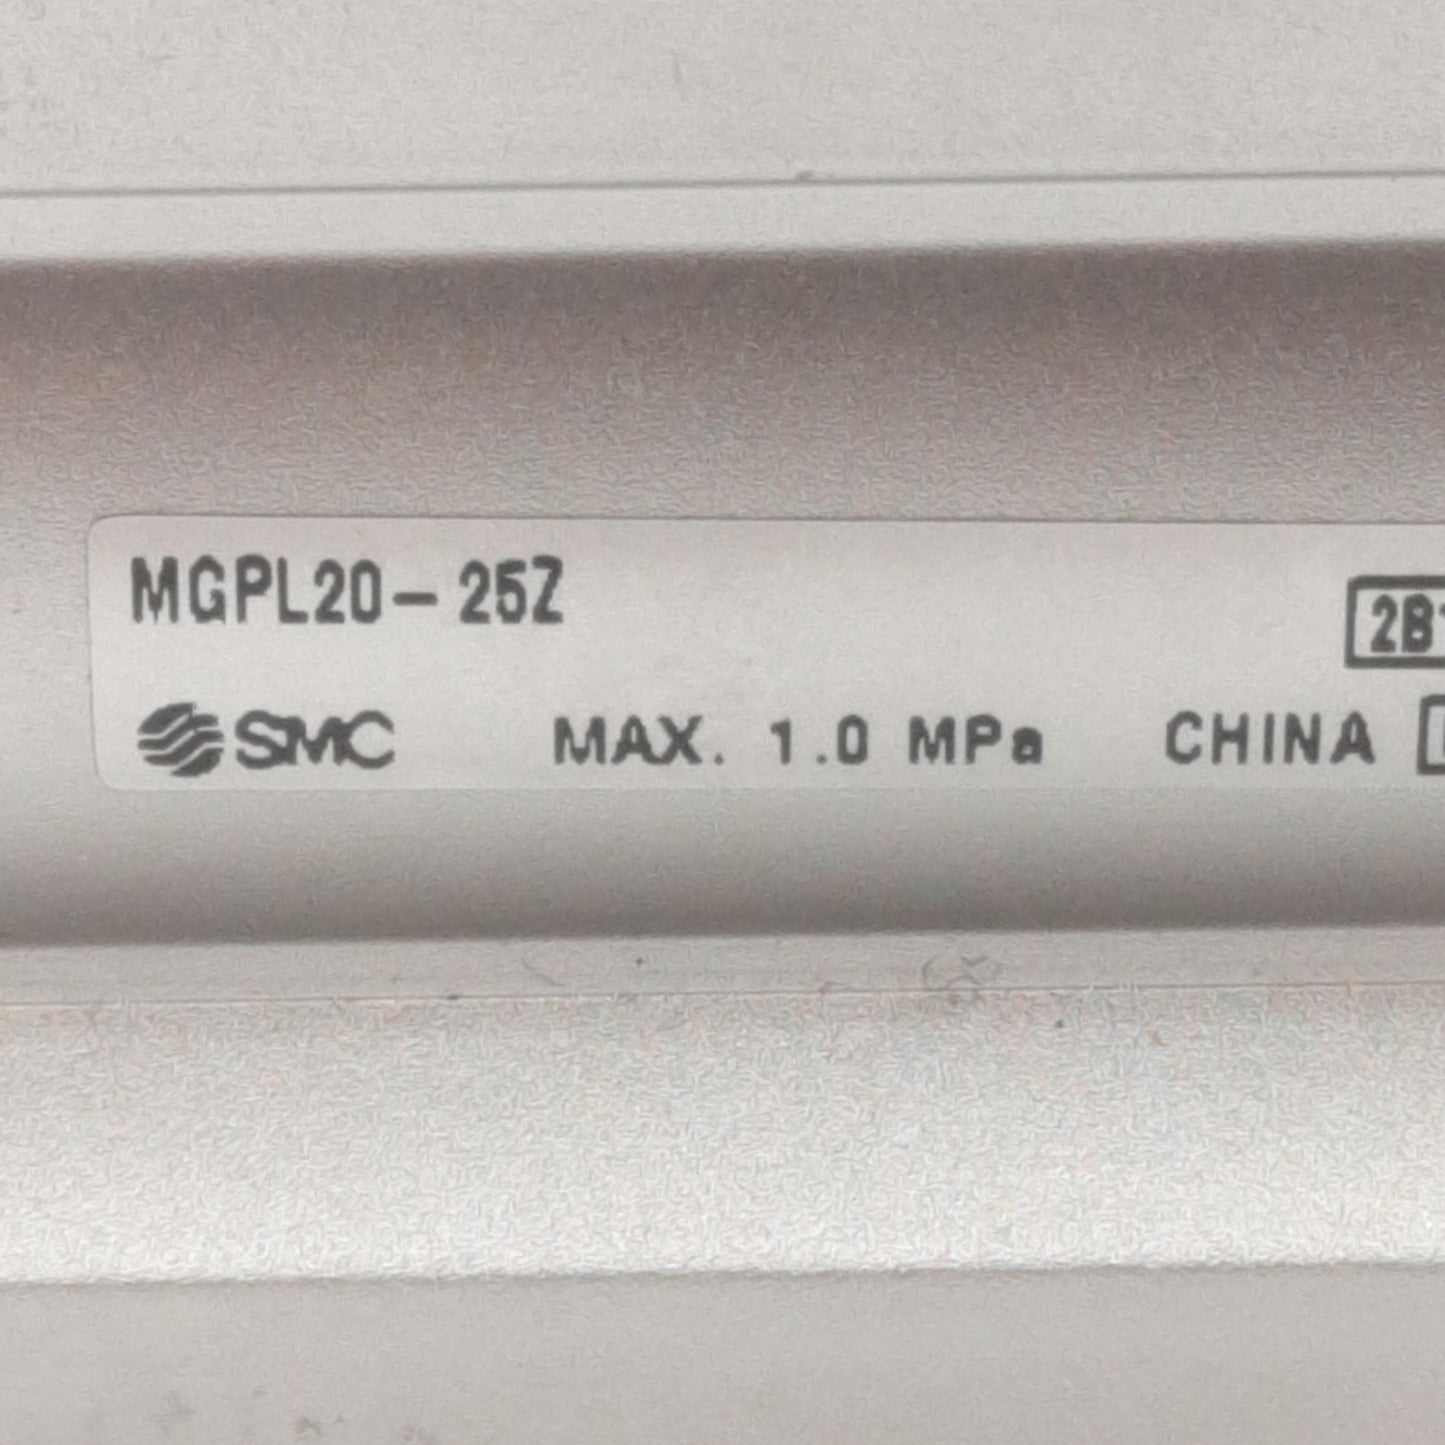 MGPL20-25Z
SMC MAX. 1.0 MPa CHINA